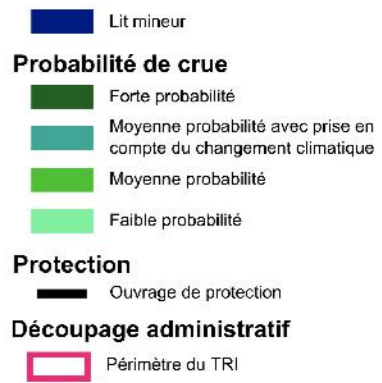 Lit mineur
Probabilité de crue
Forte probabilité
Moyenne probabilité avec prise en
compte du changement climatique
Moyenne probabilité
Faible probabilité
Protection
Ouvrage de protection
Découpage administratif
Périmètre du TRI